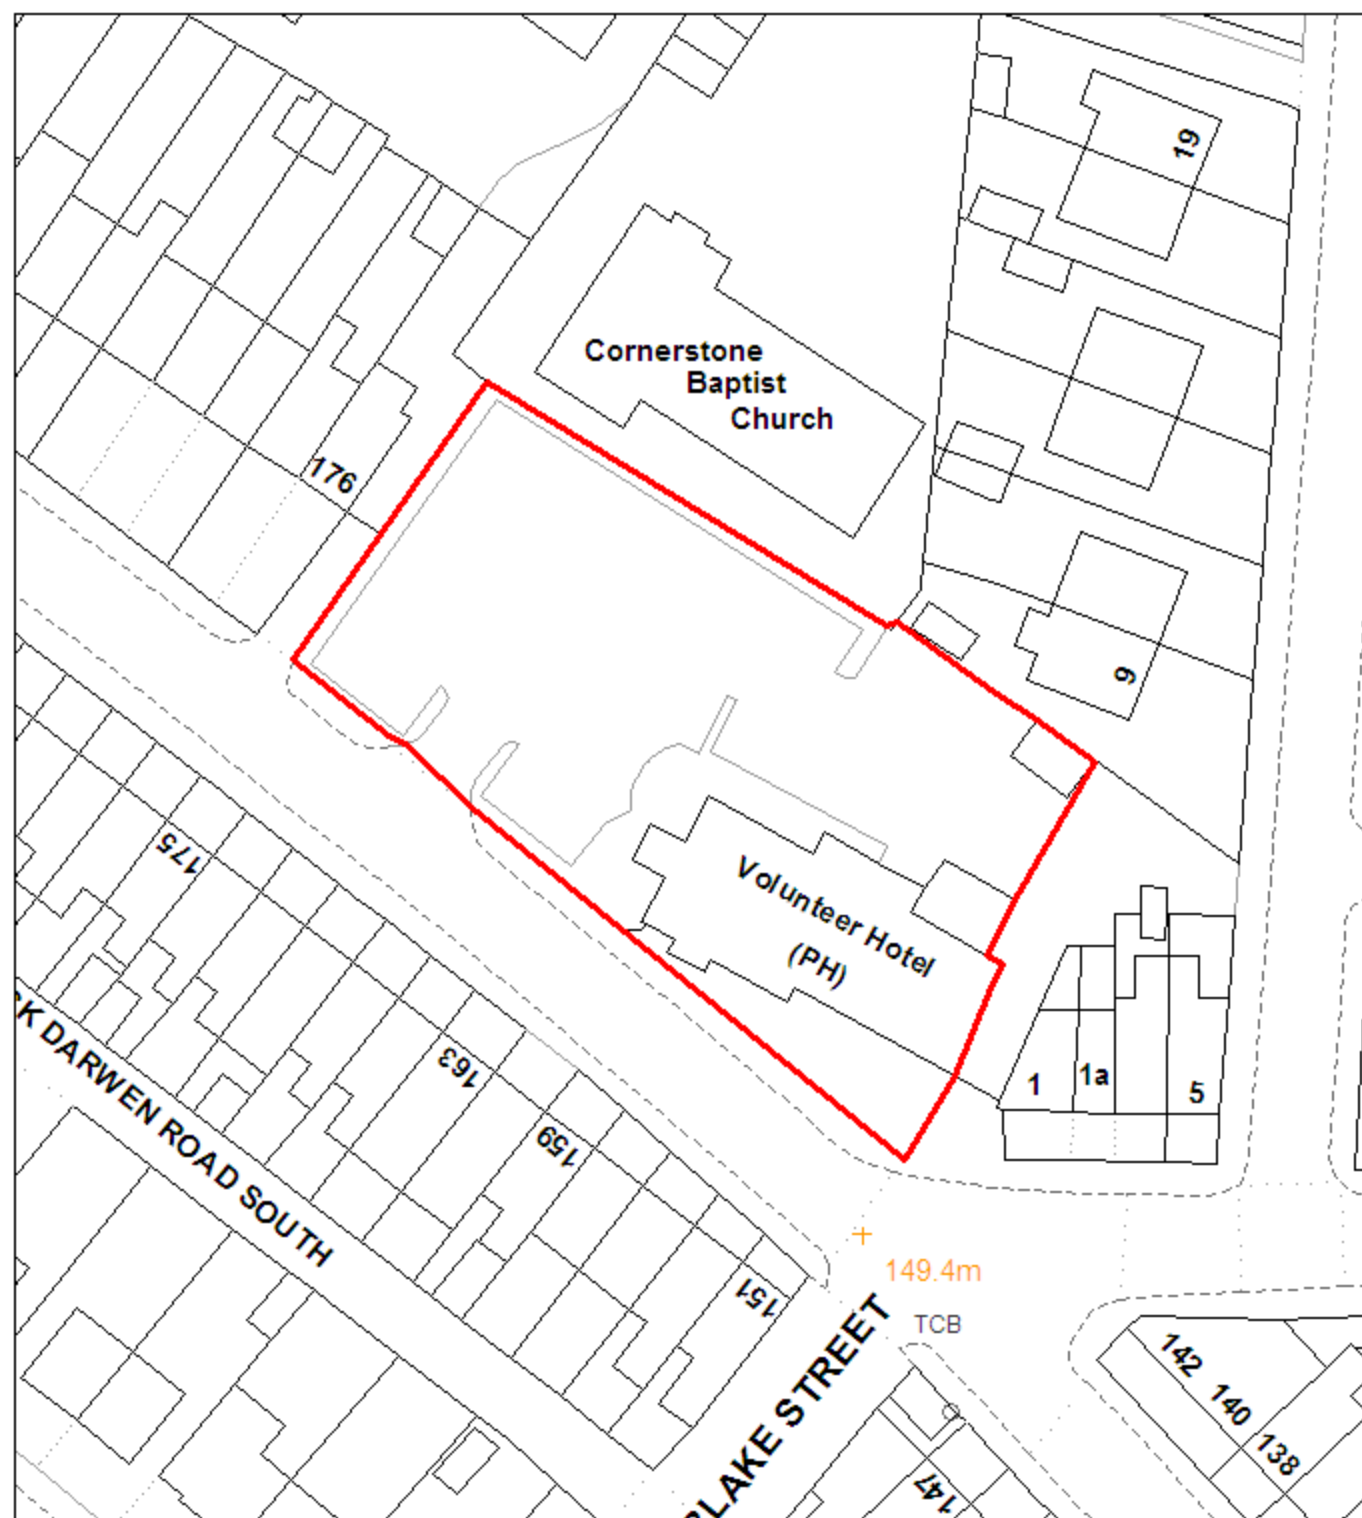 19
Cornerstone
Baptist
Church
176
9
175
Volunteer Hotel
(PH)
163
1
1a
5
159
DARWEN ROAD SOUTH
151
149.4m
TCB
STREET
142
140
138
147